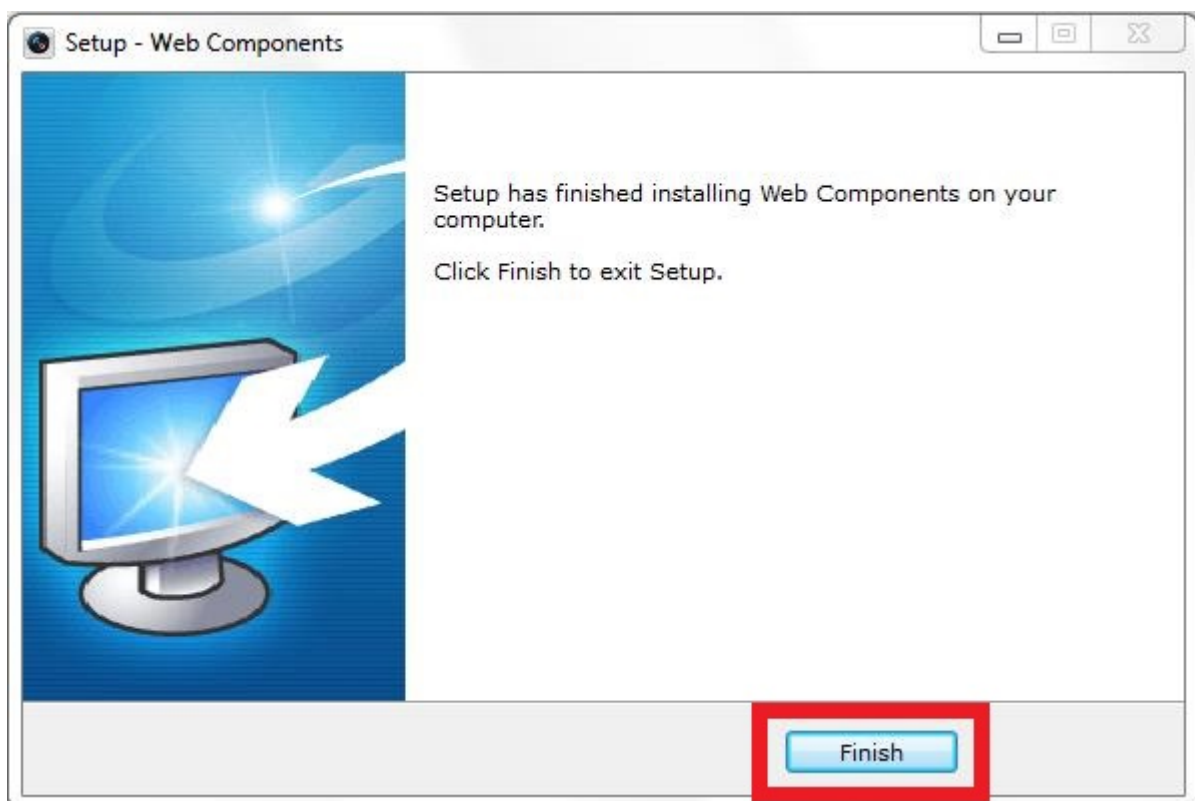 Setup - Web Components
Setup has finished installing Web Components on your
computer.
Click Finish to exit Setup.
Finish